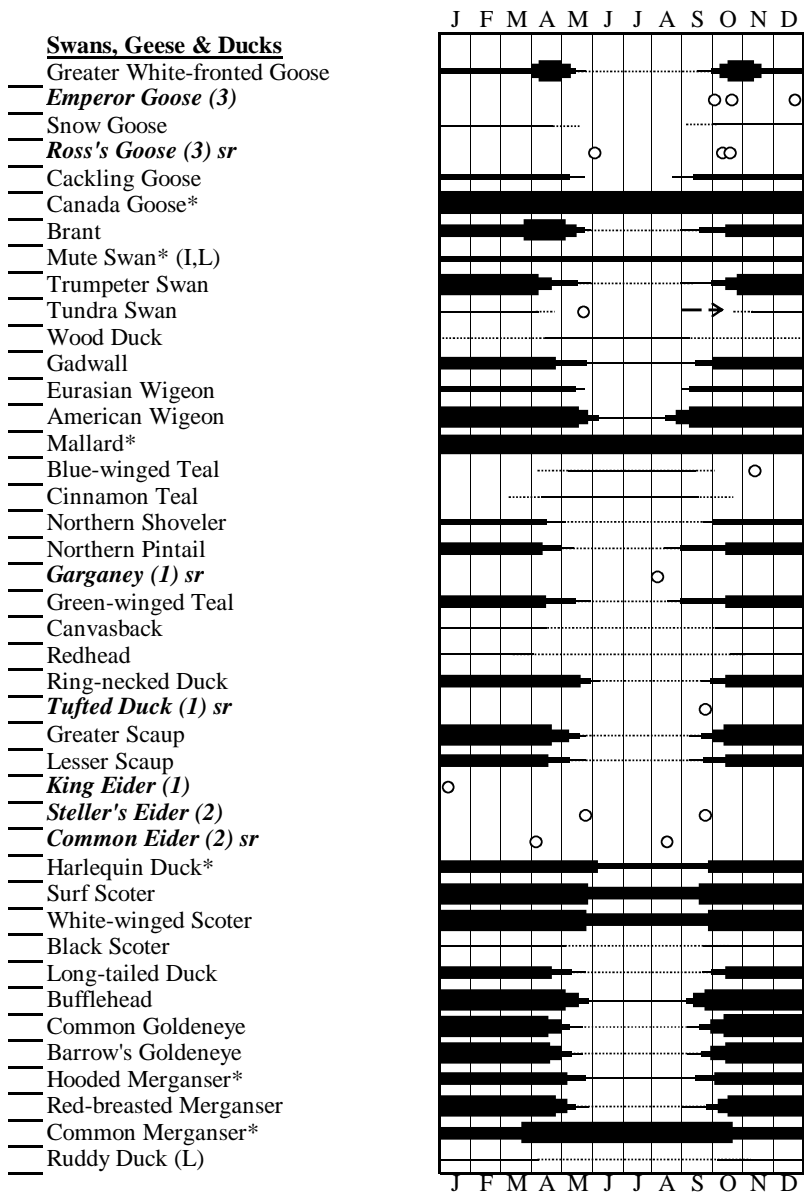 J F M A M J J A S O N D
Swans, Geese & Ducks
Greater White-fronted Goose
Emperor Goose (3)
Snow Goose
Ross's Goose (3) sr
Cackling Goose
Canada Goose*
Brant
Mute Swan* (I,L)
Trumpeter Swan
Tundra Swan
Wood Duck
Gadwall
Eurasian Wigeon
American Wigeon
Mallard*
Blue-winged Teal
Cinnamon Teal
Northern Shoveler
Northern Pintail
Garganey (1) sr
Green-winged Teal
Canvasback
Redhead
Ring-necked Duck
Tufted Duck (1) sr
Greater Scaup
Lesser Scaup
King Eider (1)
Steller's Eider (2)
Common Eider (2) sr
Harlequin Duck*
Surf Scoter
White-winged Scoter
Black Scoter
Long-tailed Duck
Bufflehead
Common Goldeneye
Barrow's Goldeneye
Hooded Merganser*
Red-breasted Merganser
Common Merganser*
Ruddy Duck (L)
J F M A M J J A S O N D